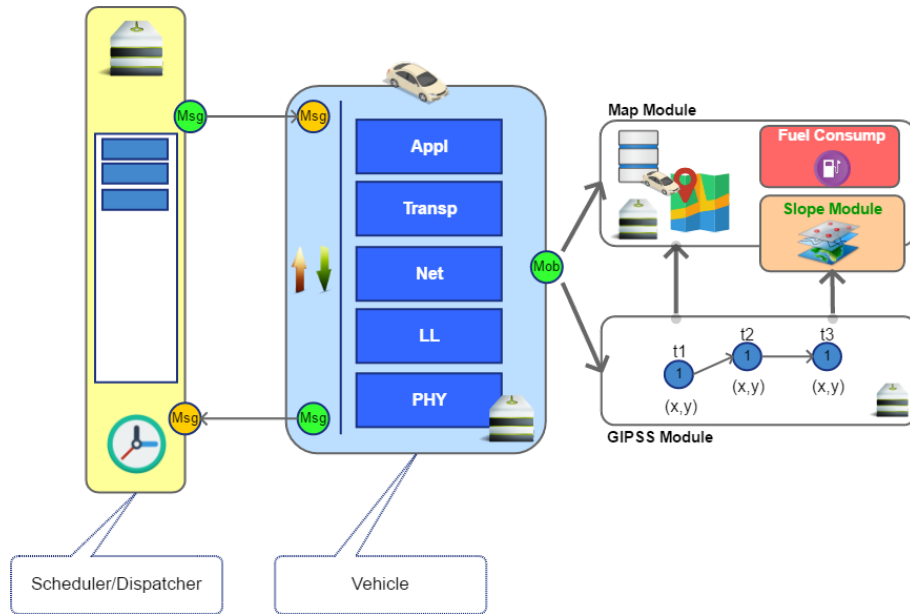 Msg
Msg
Appl
Transp
Net
LL
PHY
Msg
Msg
Mob
Map Module
Fuel Consump
Slope Module
t1
t2
t3
1
1
1
(x,y)
(x,y)
(x,y)
GIPSS Module
Scheduler/Dispatcher
Vehicle